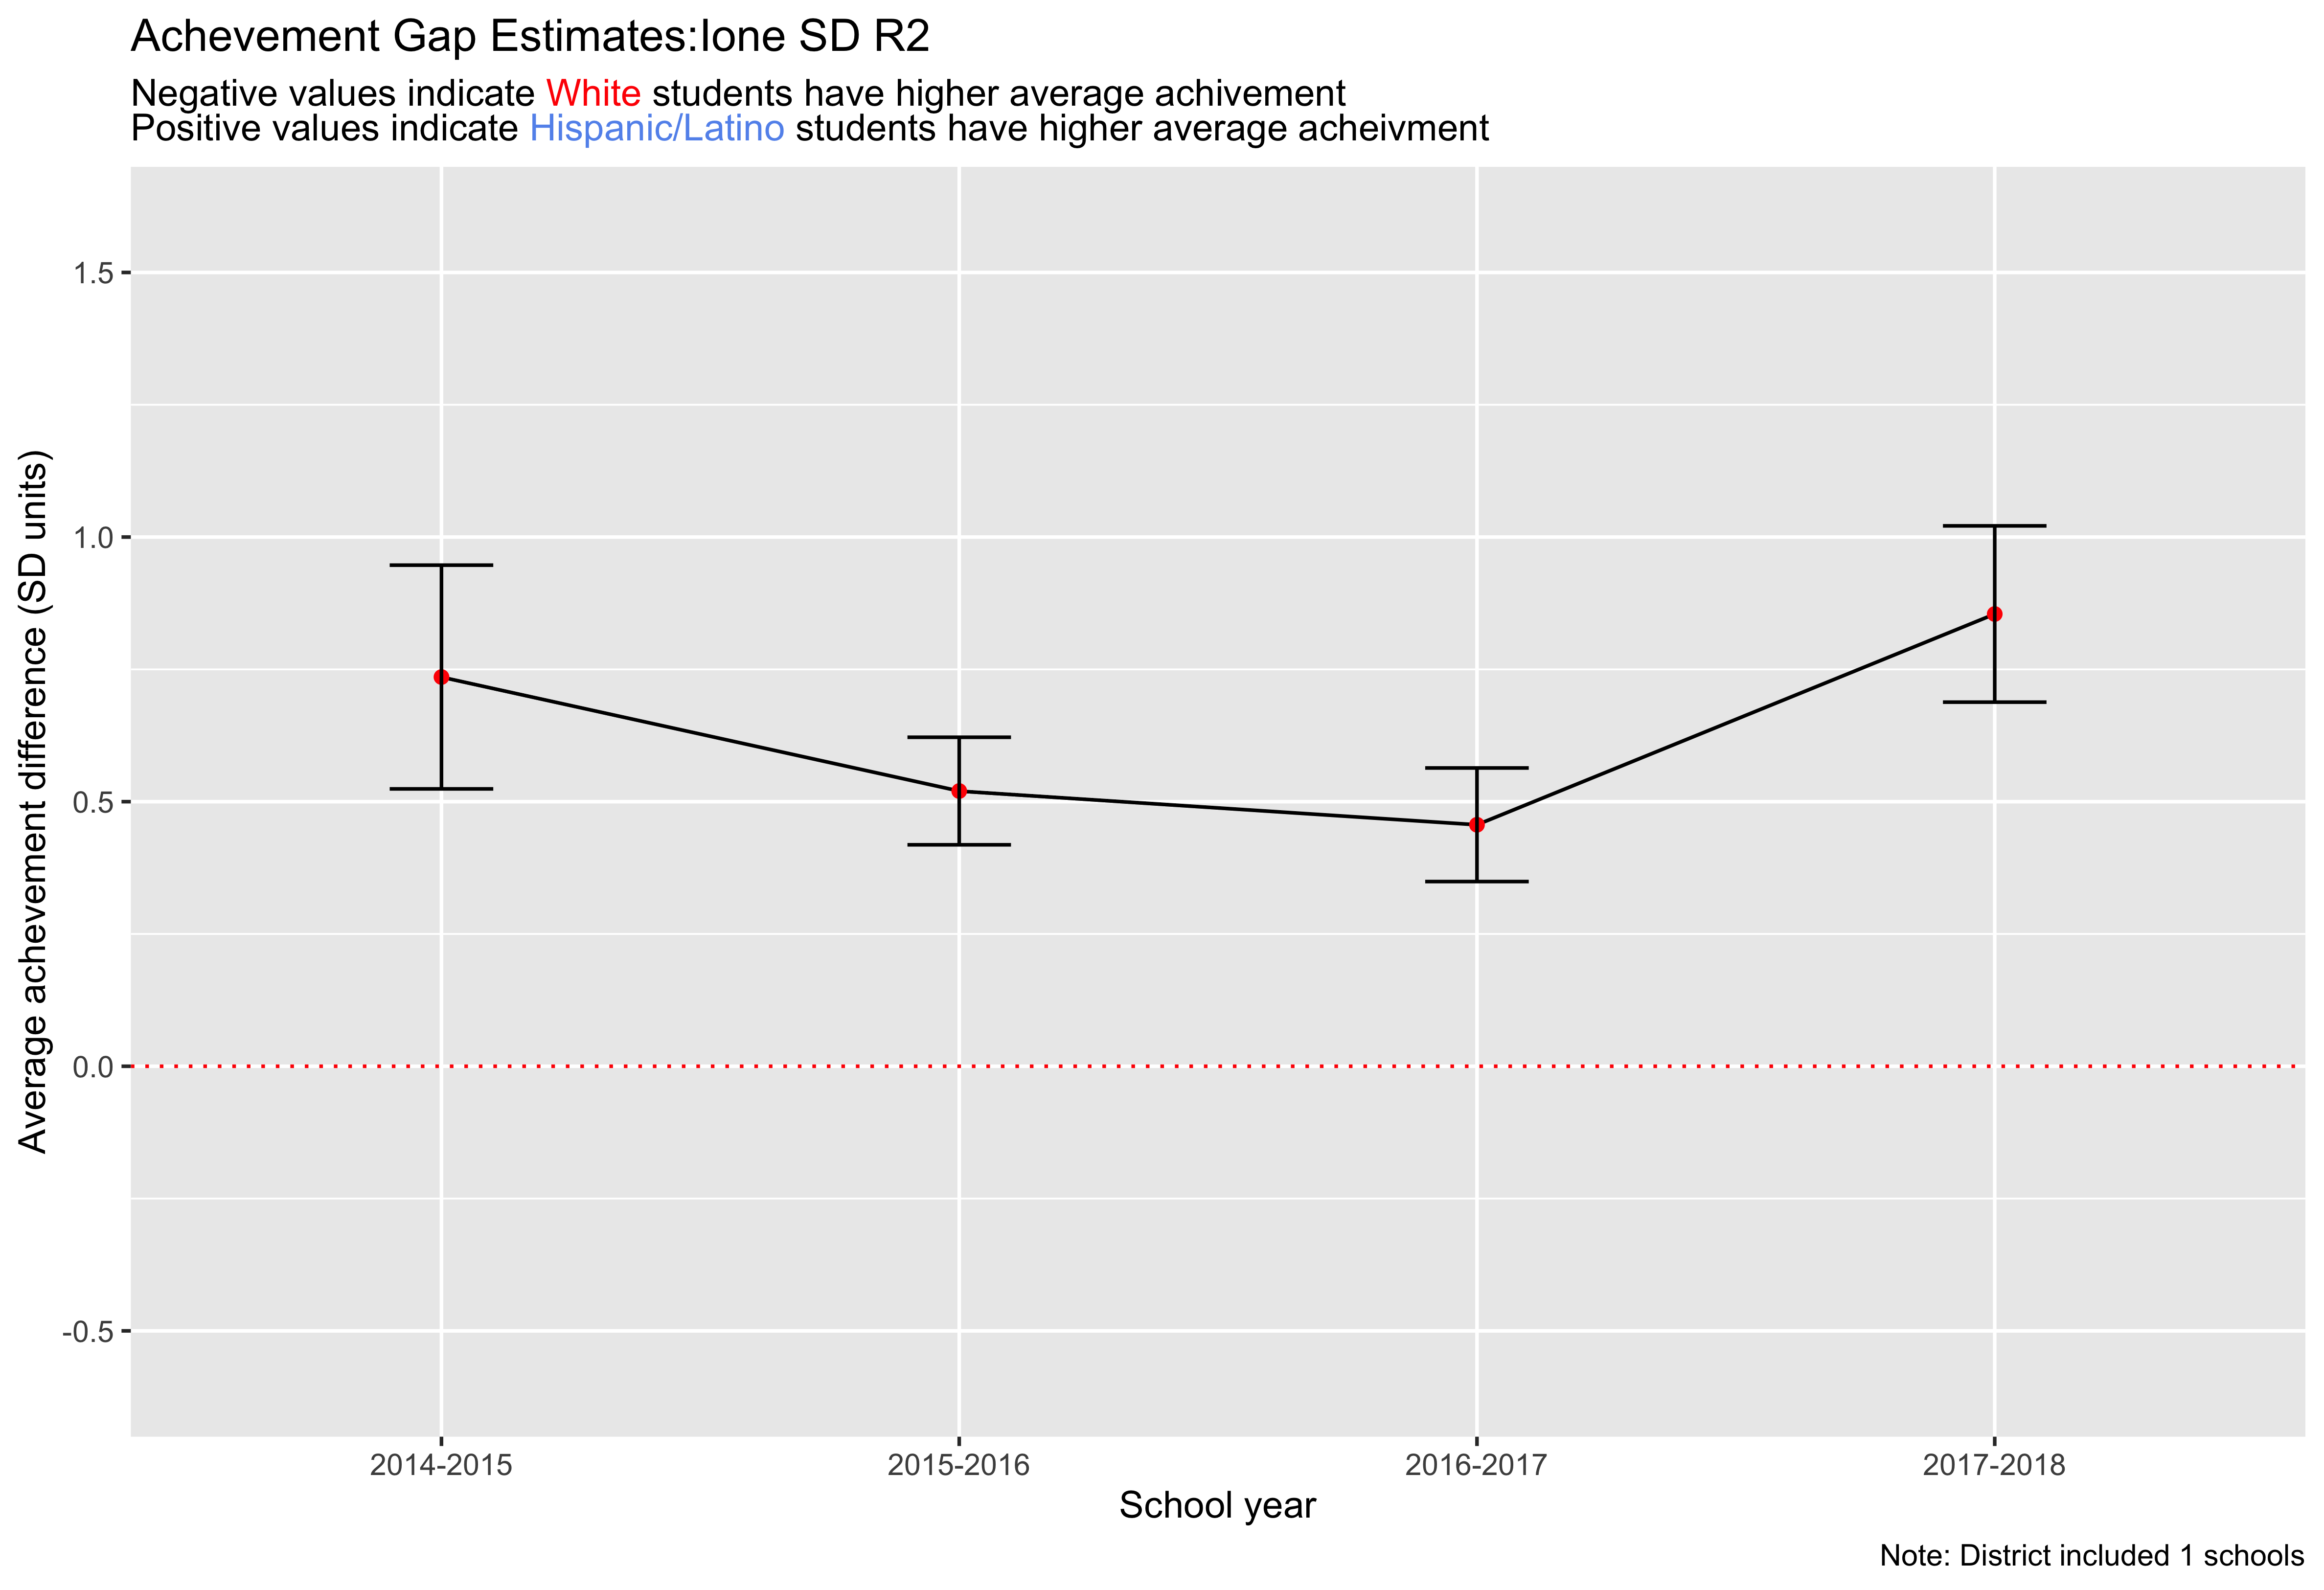 Achevement Gap Estimates:Ione SD R2
Negative values indicate White students have higher average achivement
Positive values indicate Hispanic/Latino students have higher average acheivment
Average achevement difference (SD units)
1.5
1.0
0.5
0.0
-0.5
2014-2015
2015-2016
2016-2017
2017-2018
School year
Note: District included 1 schools